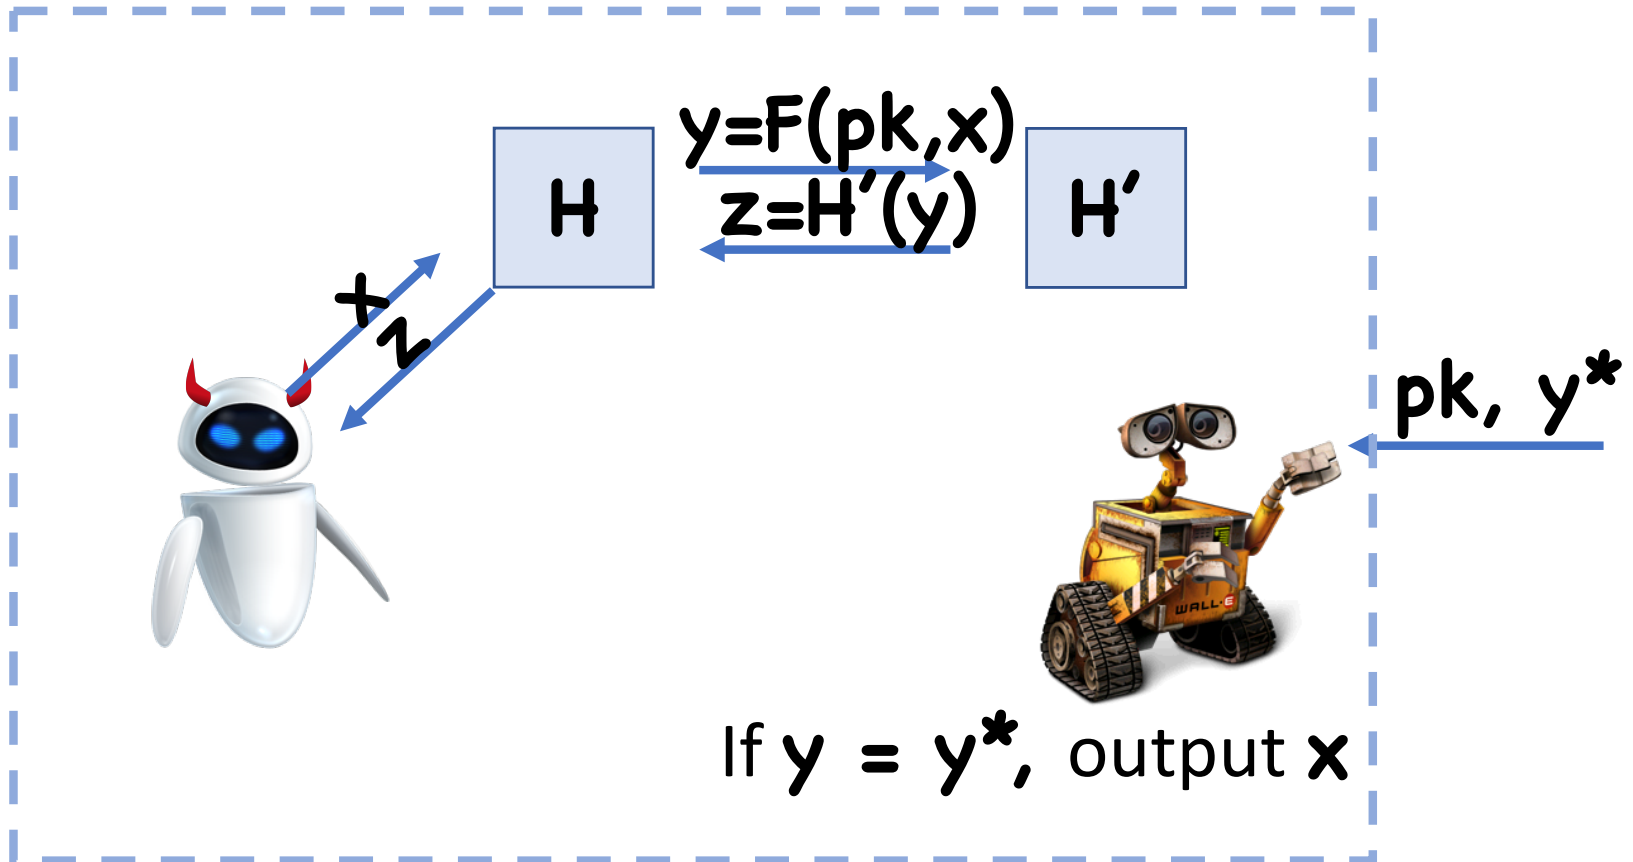 y=F(pk,x)
H
z=H′(y)
H′
x
z
pk, y*
WALL·E
If y = y*, output x